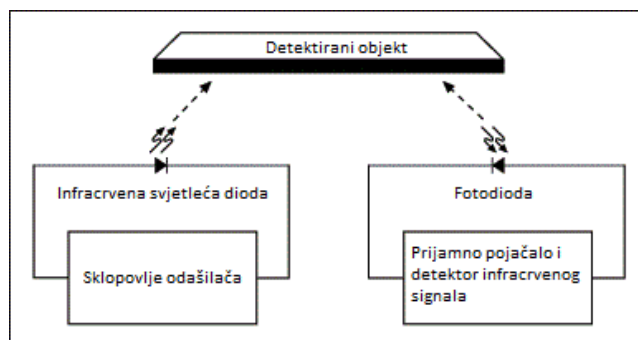 Detektirani objekt
Infracrvena svjetleća dioda
Fotodioda
Sklopovlje odašilača
Prijamno pojačalo i
detektor infracrvenog
signala